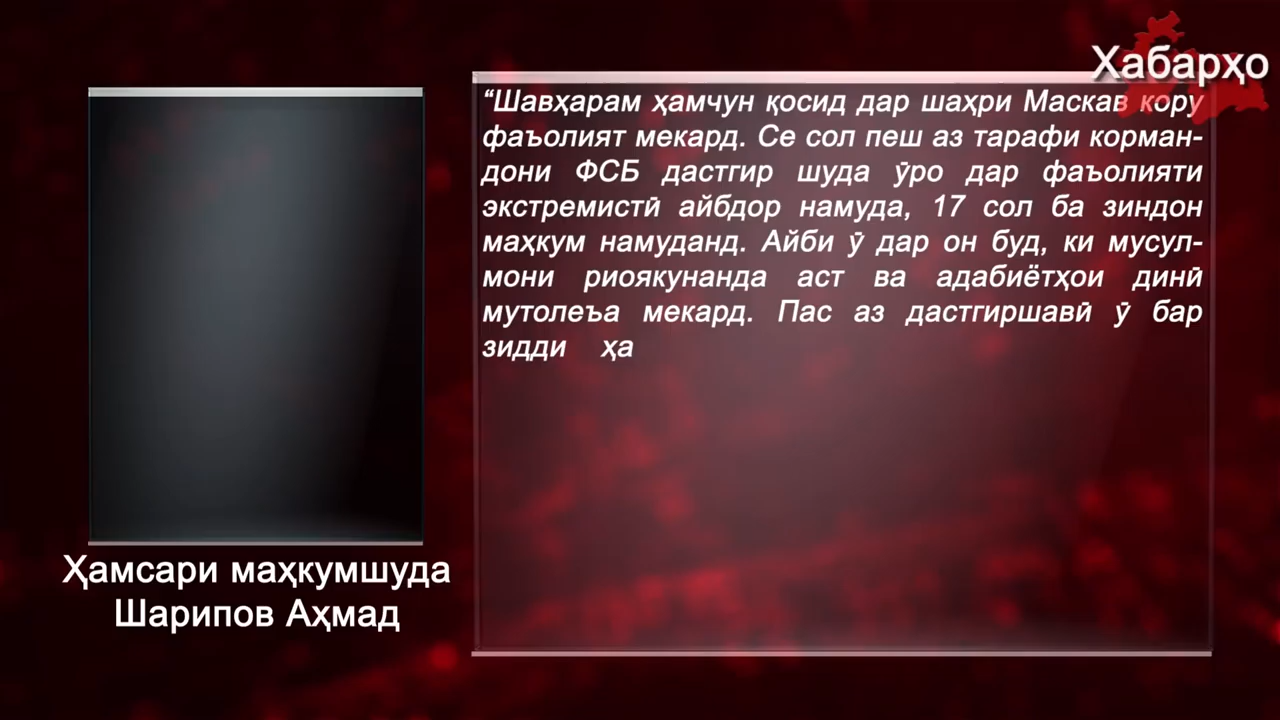 Хабарҳо
“Шавҳарам ҳамчун қосид дар шаҳри Маскав кору
фаъолият мекард. Се сол пеш аз тарафи корман-
дони ФСБ дастгир шуда ӯро дар фаъолияти
экстремистӣ айбдор намуда, 17 сол ба зиндон
маҳкум намуданд. Айби ӯ дар он буд, ки мусул-
мони риоякунанда аст ва адабиётҳои динӣ
мутолеъа мекард. Пас аз дастгиршавӣ ӯ бар
зидди ҳа
Ҳамсари маҳкумшуда
Шарипов Аҳмад